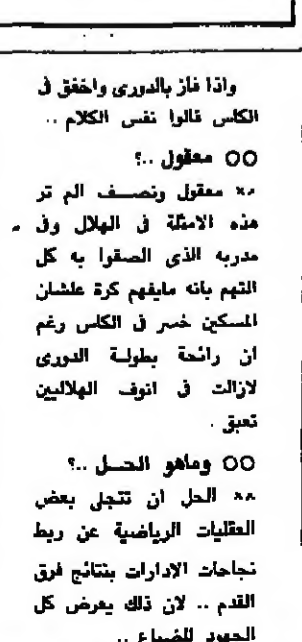 واذا فاز بالدورى واخفق فى
الكاس قالوا نفس الكلام ..
○○ معقول ..؟
×× معقول ونصــف الم تر
هذه الامثلة فى الهلال وفى
مدربه الذى الصقوا به كل
التهم بانه مايفهم كرة علشان
المسكين خسر فى الكاس رغم
ان رائحة بطولـة الدورى
لازالت فى انوف الهلاليين
تعبق .
○○ وماهو الحــل ..؟
×× الحل ان تتجلى بعض
العقليات الرياضية عن ربط
نجاحات الادارات بنتائج فرق
القدم .. لان ذلك يعرض كل
الجهود للضياع ..